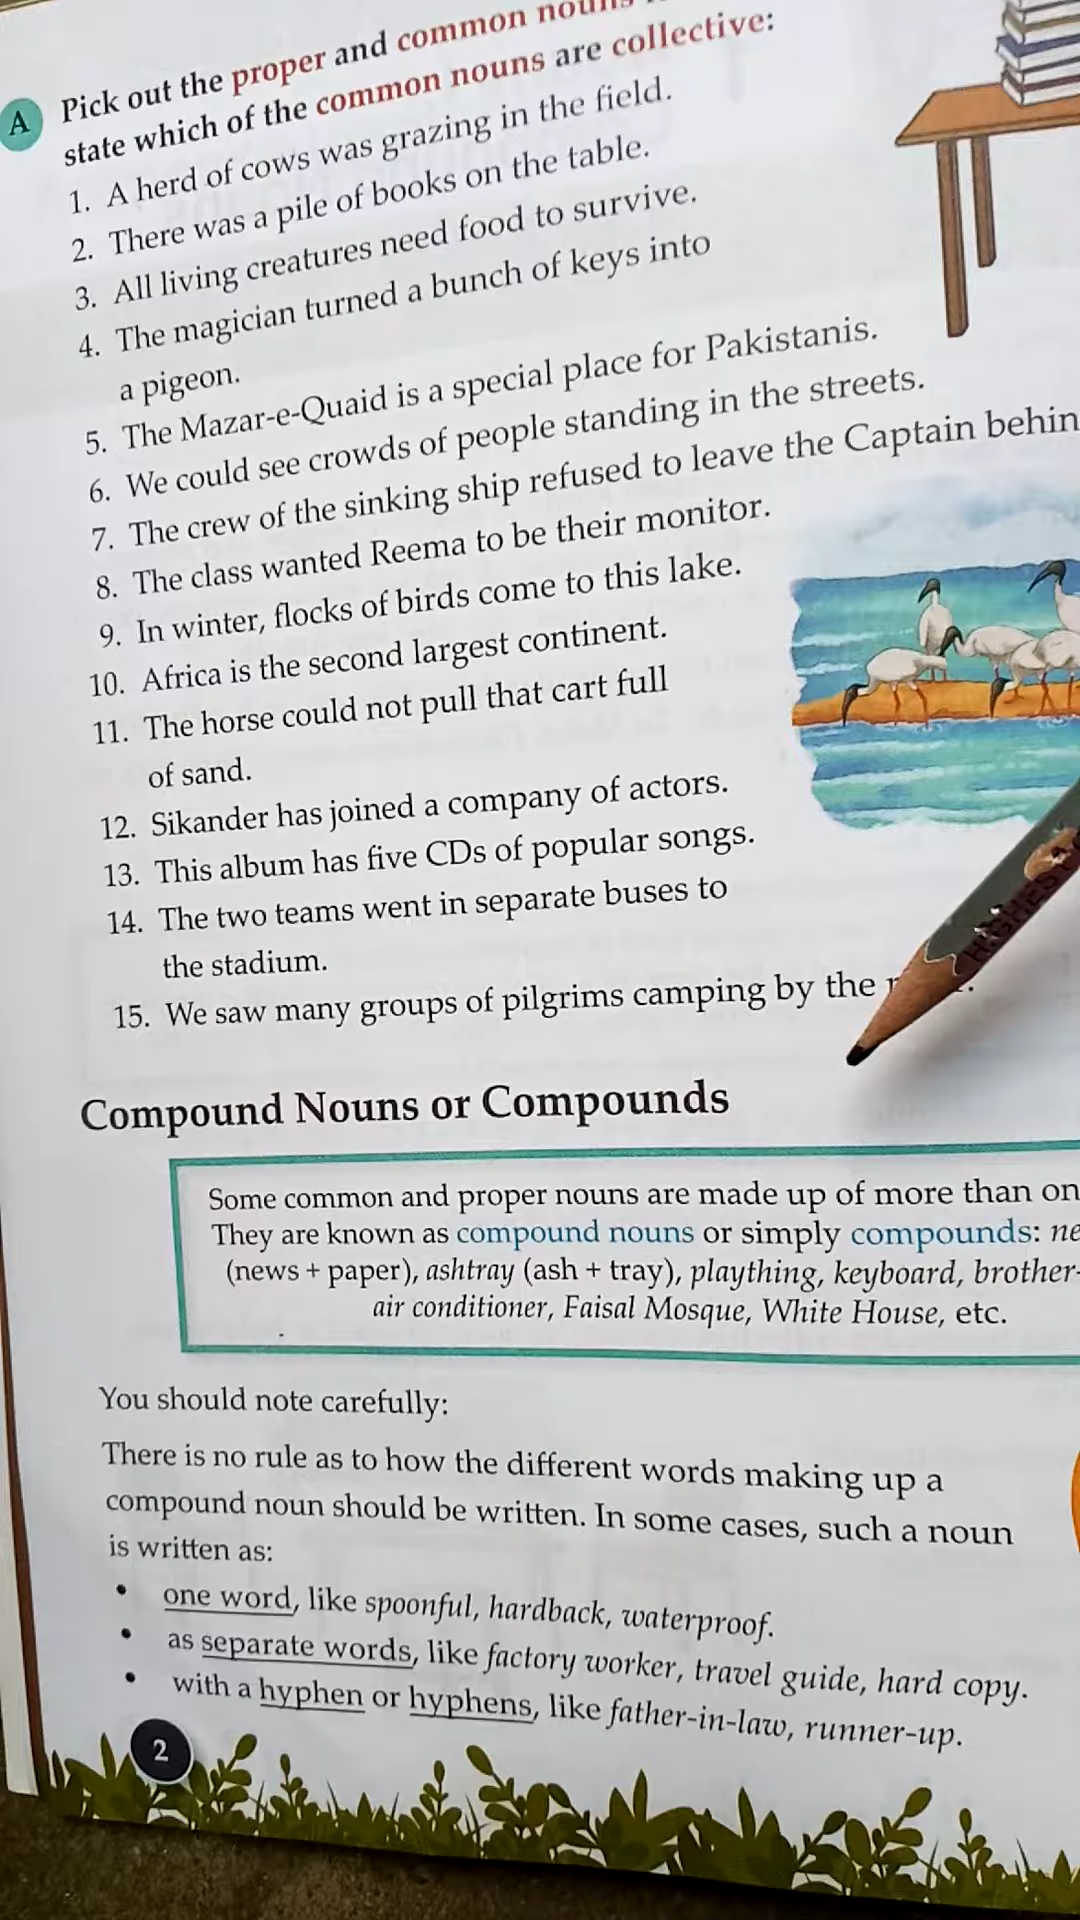 A
Pick out the proper and common nouns
state which of the common nouns are collective:
1. A herd of cows was grazing in the field.
2. There was a pile of books on the table.
3. All living creatures need food to survive.
4. The magician turned a bunch of keys into
a pigeon.
5. The Mazar-e-Quaid is a special place for Pakistanis.
6. We could see crowds of people standing in the streets.
7. The crew of the sinking ship refused to leave the Captain behin
8. The class wanted Reema to be their monitor.
9. In winter, flocks of birds come to this lake.
10. Africa is the second largest continent.
11. The horse could not pull that cart full
of sand.
12. Sikander has joined a company of actors.
13. This album has five CDs of popular songs.
14. The two teams went in separate buses to
the stadium.
15. We saw many groups of pilgrims camping by the
Compound Nouns or Compounds
Some common and proper nouns are made up of more than on
They are known as compound nouns or simply compounds: ne
(news + paper), ashtray (ash + tray), plaything, keyboard, brother-
air conditioner, Faisal Mosque, White House, etc.
You should note carefully:
There is no rule as to how the different words making up a
compound noun should be written. In some cases, such a noun
is written as:
• one word, like spoonful, hardback, waterproof.
• as separate words, like factory worker, travel guide, hard copy.
• with a hyphen or hyphens, like father-in-law, runner-up.
2